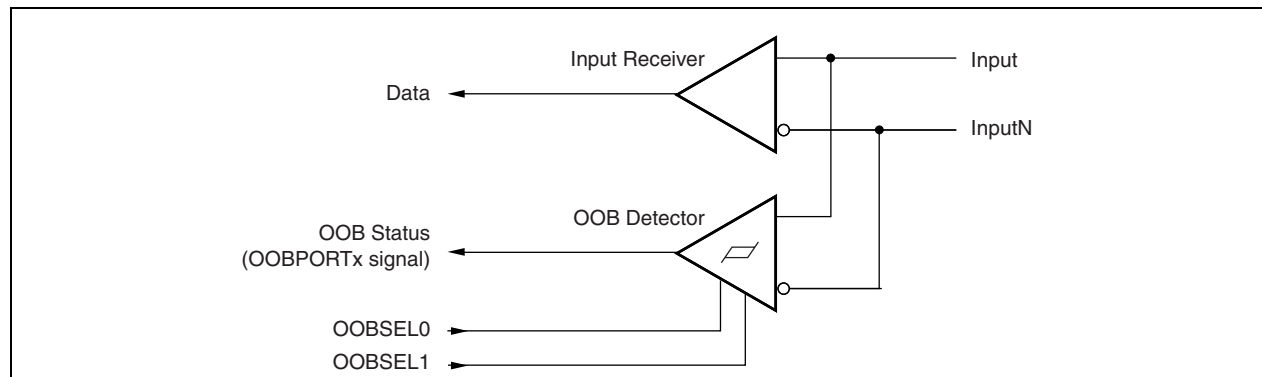 Input Receiver
Input
Data
InputN
OOB Detector
OOB Status
(OOBPORTx signal)
OOBSEL0
OOBSEL1